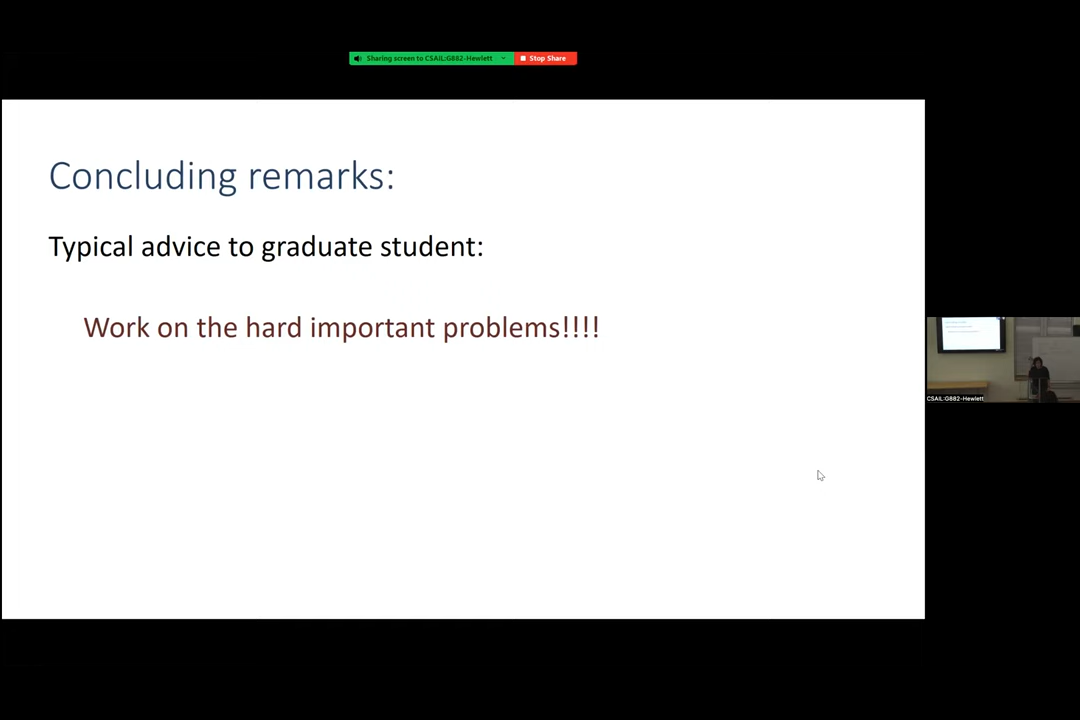 Sharing screen to CSAIL:G882-Hewlett
Stop Share
Concluding remarks:
Typical advice to graduate student:
Work on the hard important problems!!!!
CSAIL:G882-Hewlett